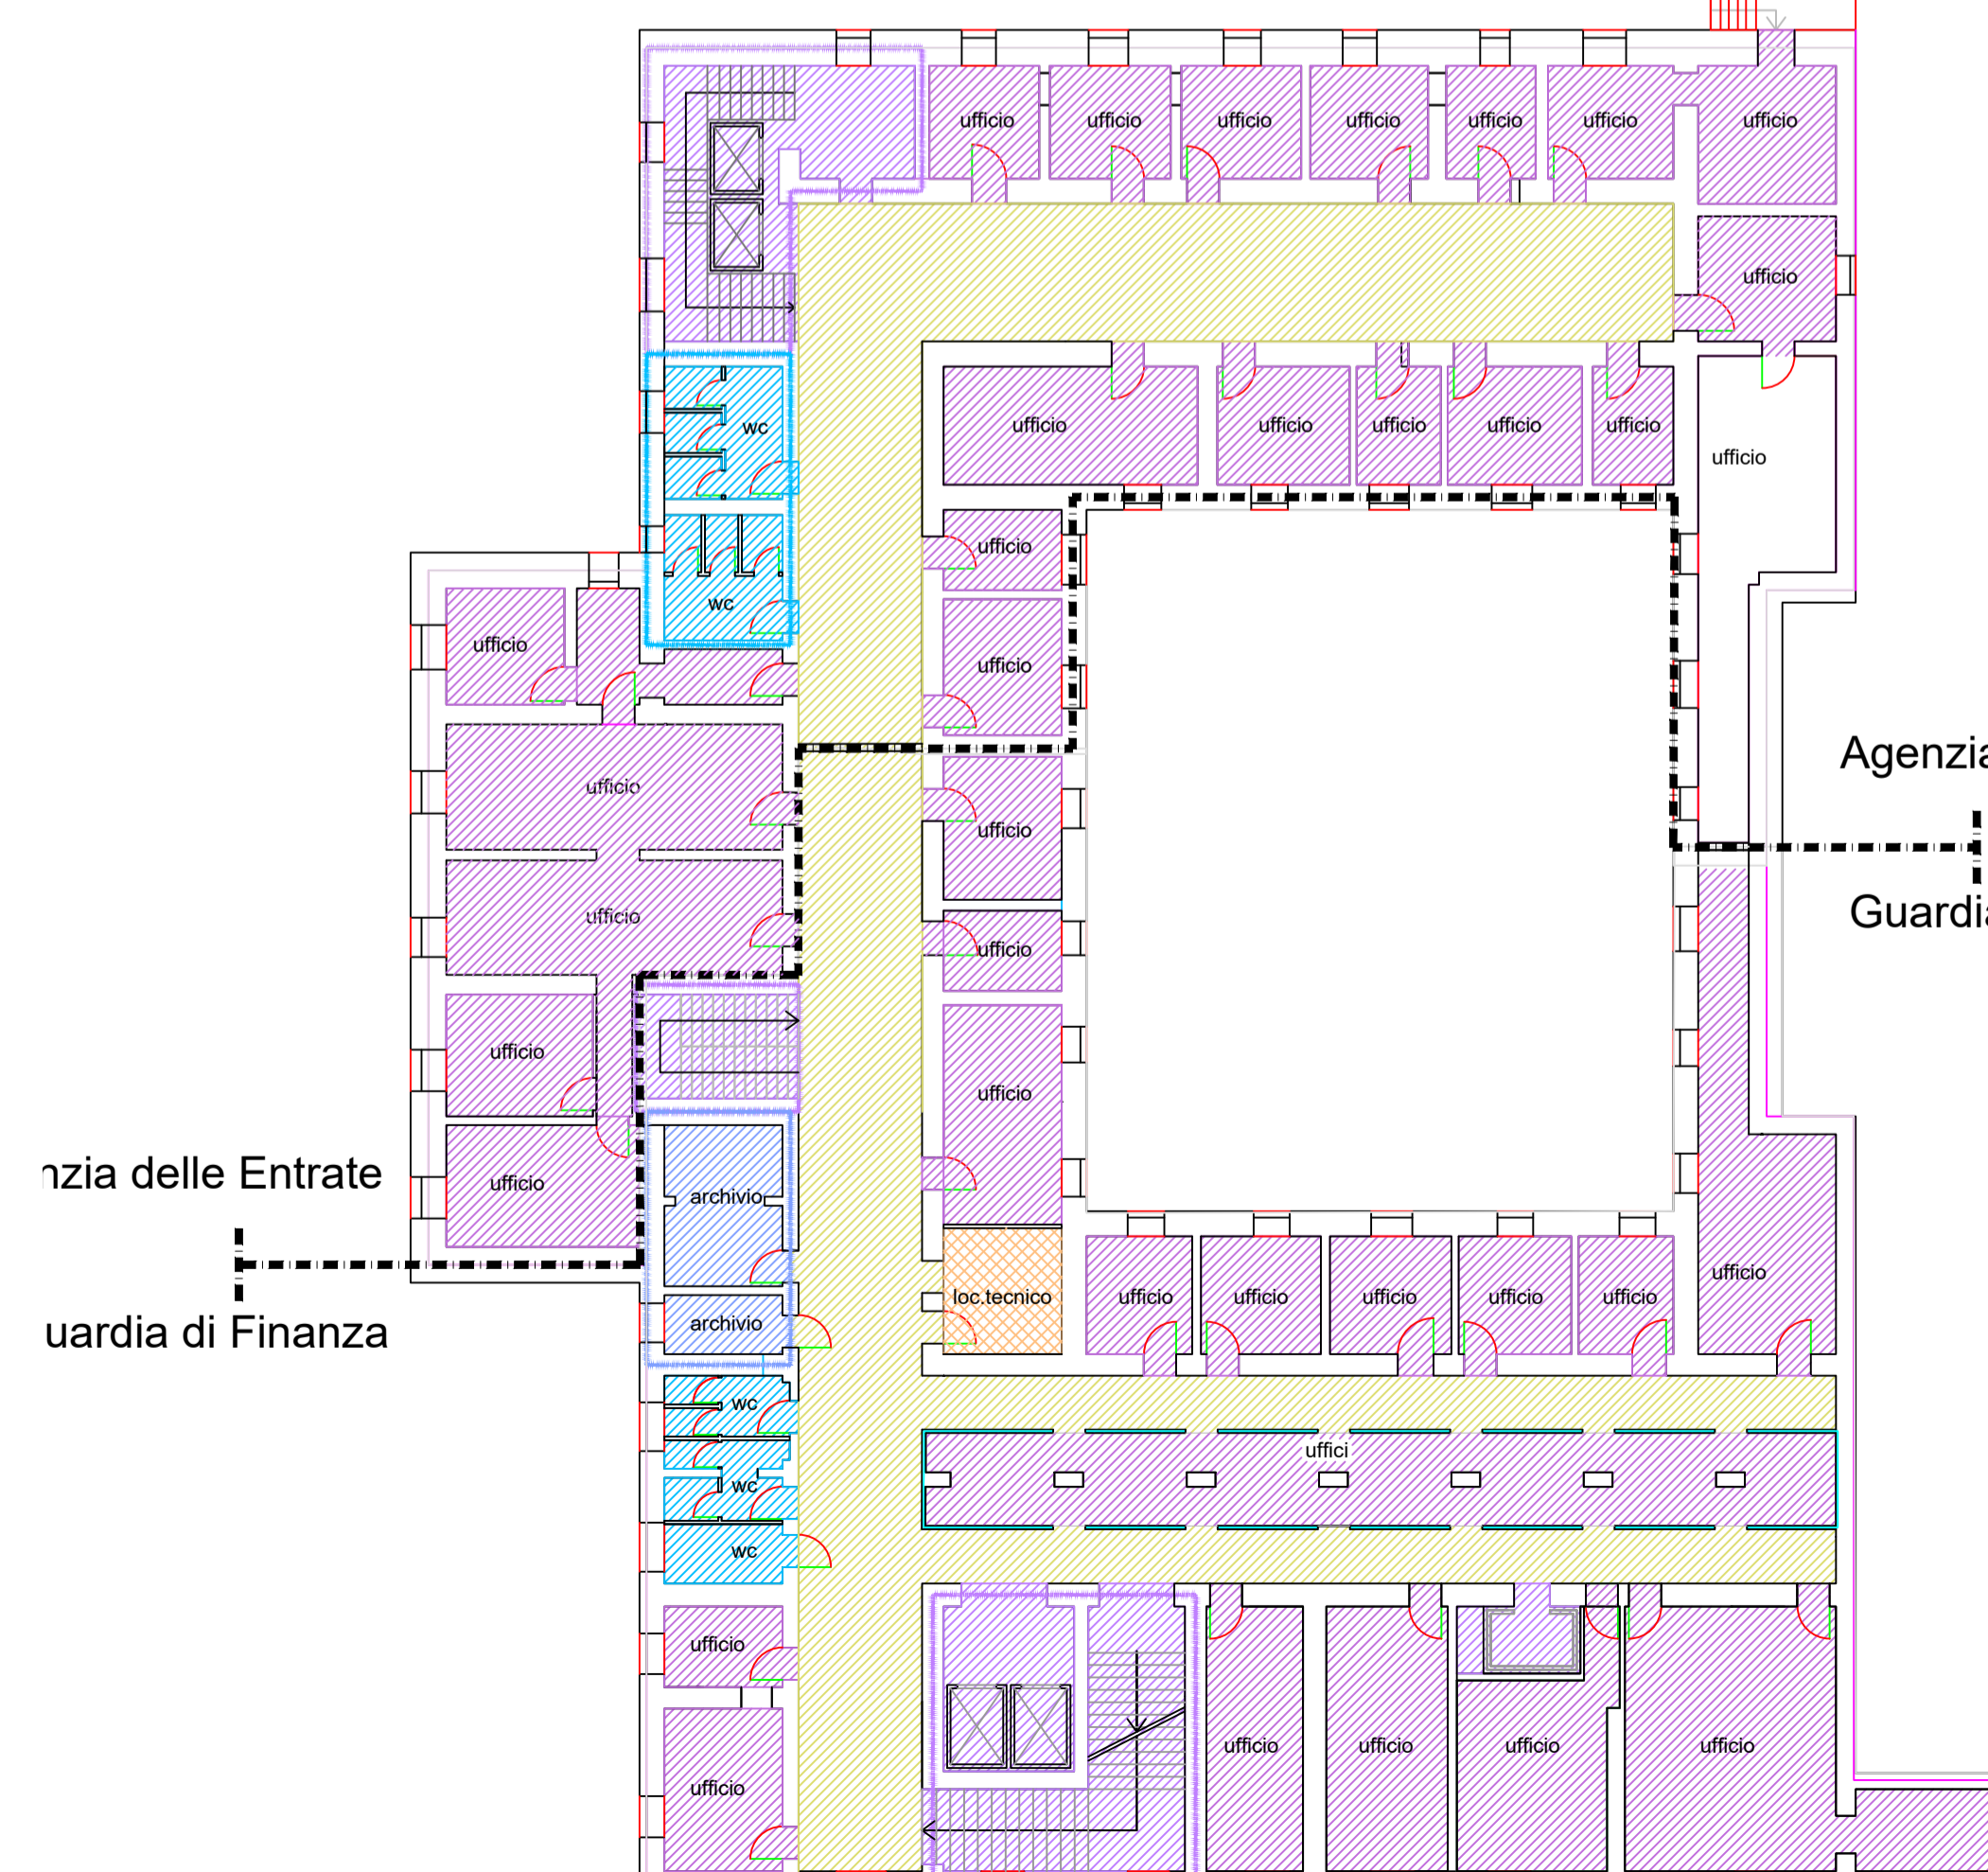 ufficio ufficio ufficio ufficio ufficio ufficio ufficio
ufficio
ufficio ufficio ufficio ufficio ufficio
wc
ufficio
ufficio
wc
ufficio
ufficio
Agenzia
ufficio
ufficio
Guardia
ufficio
ufficio
ufficio
ufficio
nzia delle Entrate
ufficio
archivio
ufficio
loc.tecnico ufficio ufficio ufficio ufficio ufficio
archivio
uardia di Finanza
wc
uffici
wc
wc
ufficio
ufficio ufficio ufficio ufficio
ufficio